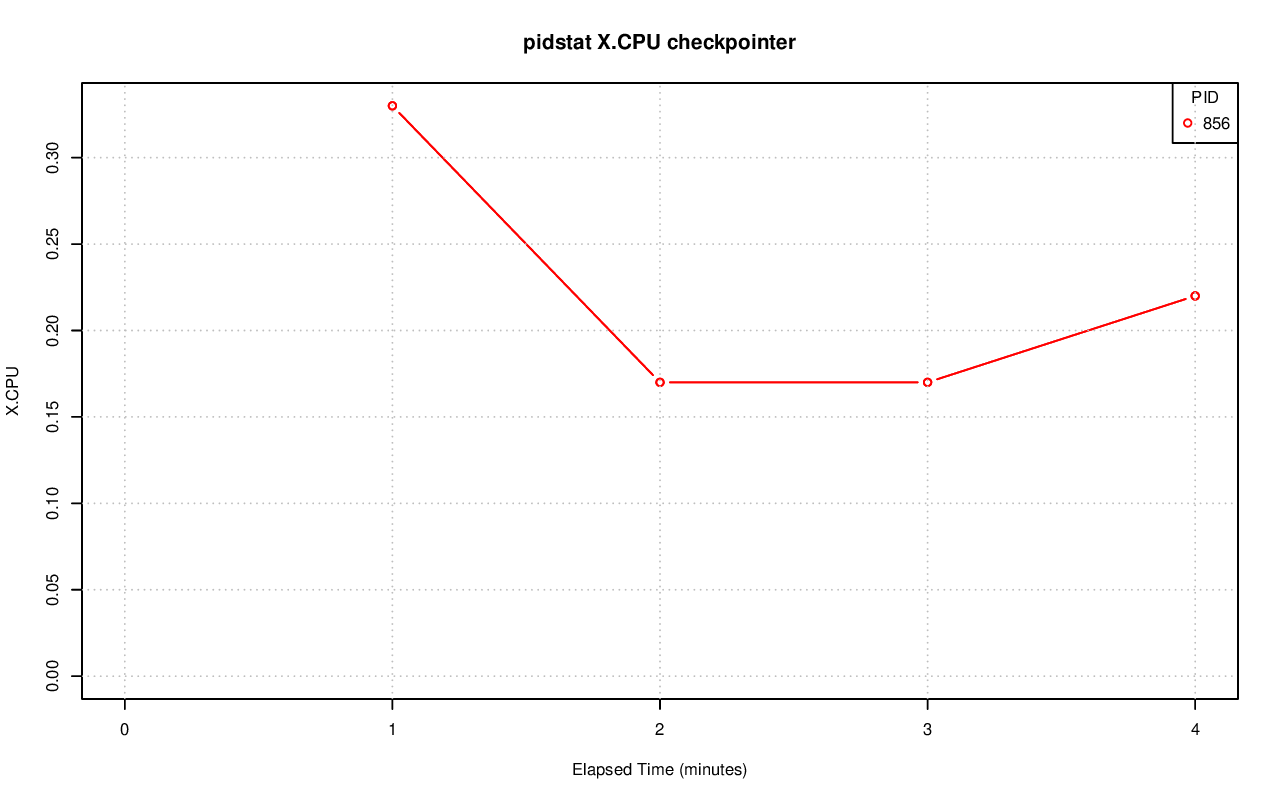 pidstat X.CPU checkpointer
PID
856
X.CPU
0.30
0.25
0.20
0.15
0.10
0.05
0.00
0 1 2 3 4
Elapsed Time (minutes)